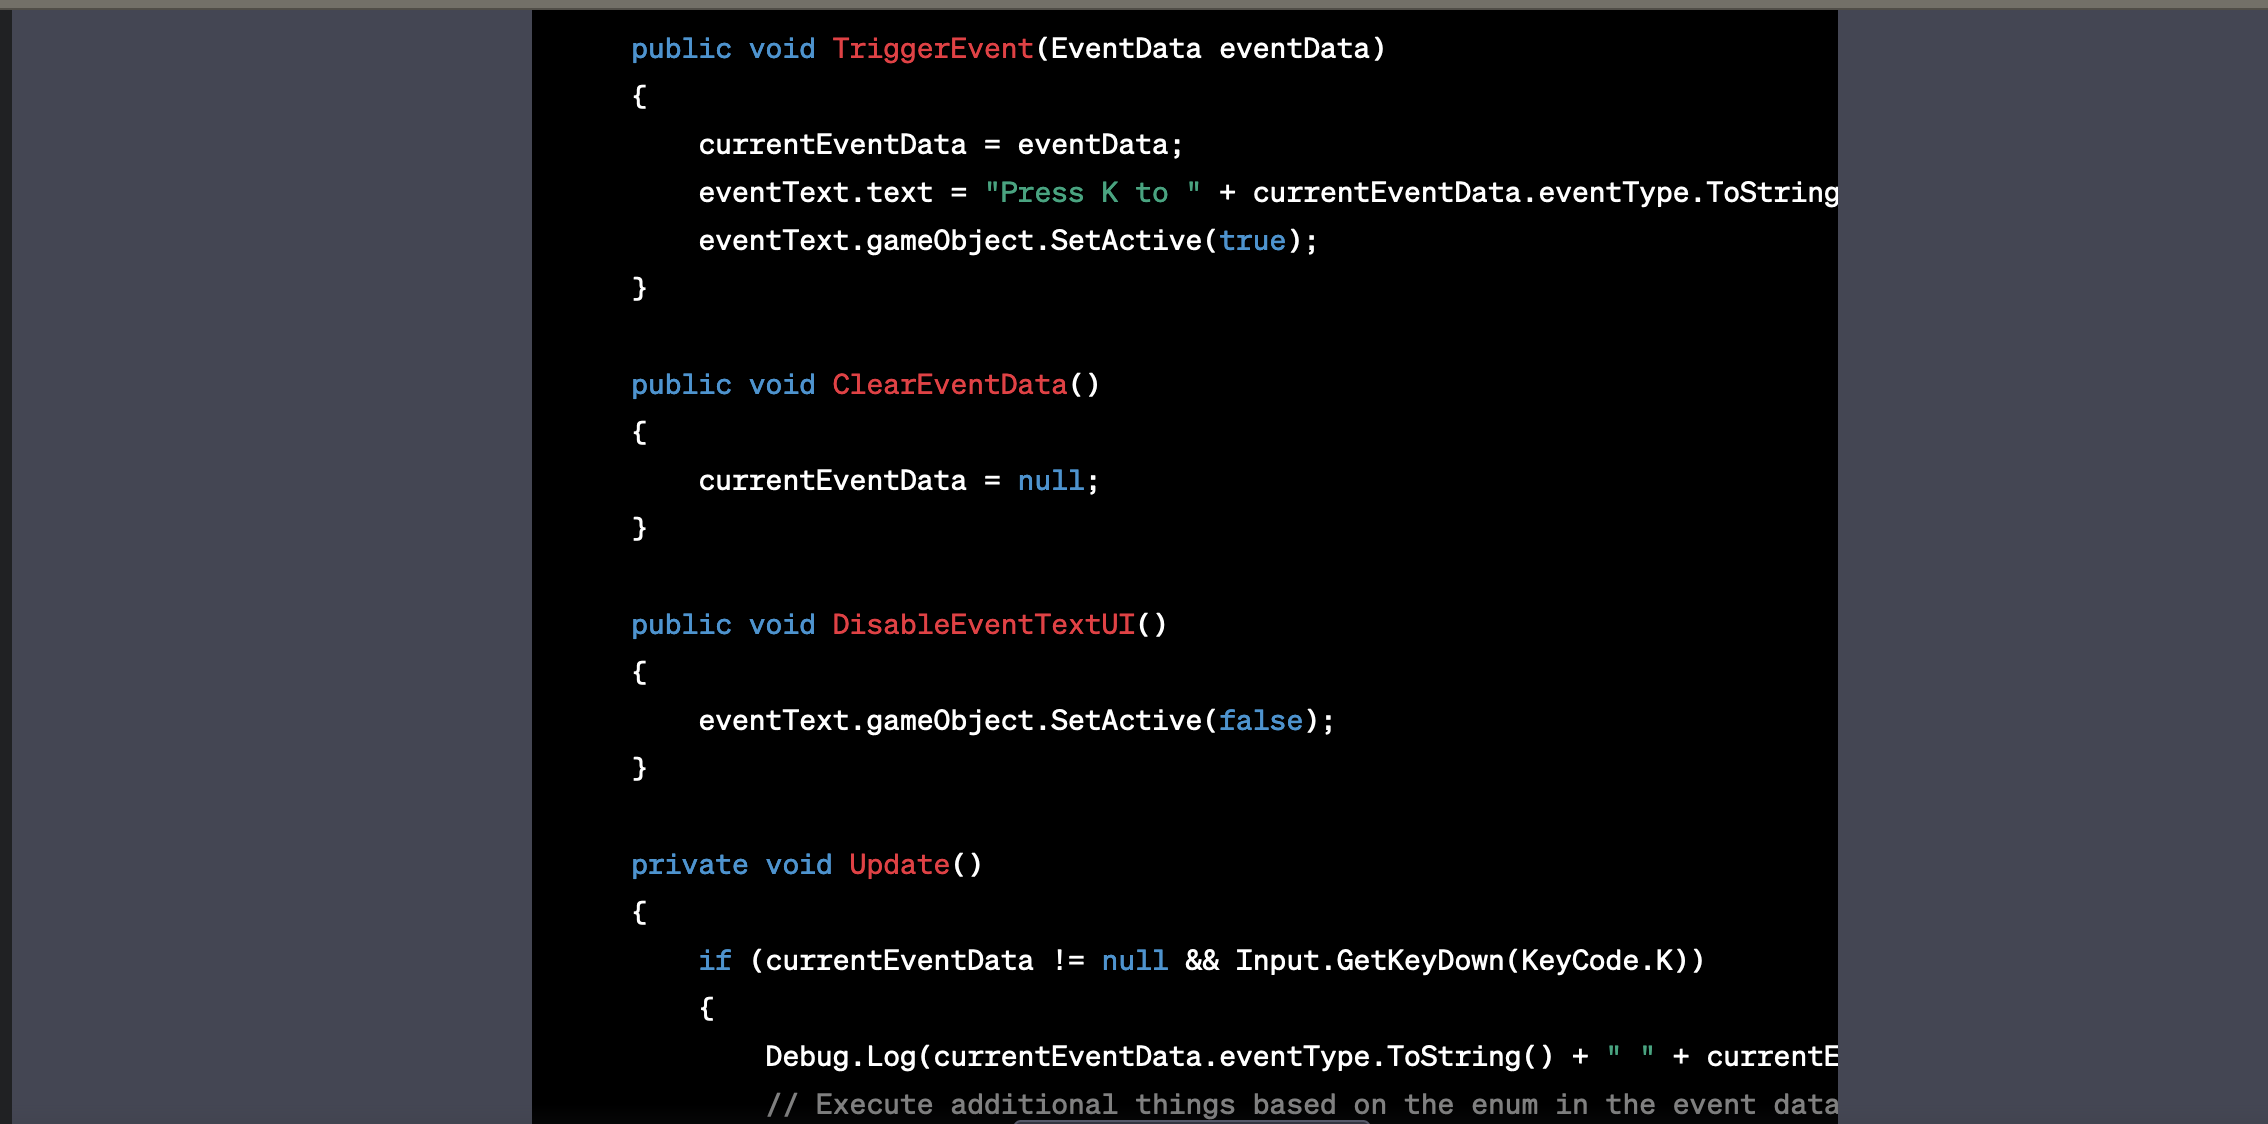 public void TriggerEvent(EventData eventData)
{
currentEventData = eventData;
eventText.text = "Press K to " + currentEventData.eventType.ToString
eventText.gameObject.SetActive(true);
}
public void ClearEventData()
{
currentEventData = null;
}
public void DisableEventTextUI()
{
eventText.gameObject.SetActive(false);
}
private void Update()
{
if (currentEventData != null && Input.GetKeyDown(KeyCode.K))
{
Debug.Log(currentEventData.eventType.ToString() + " " + currentE
// Execute additional things based on the enum in the event data